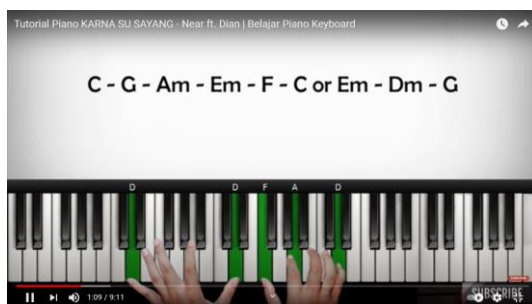 Tutorial Piano KARNA SU SAYANG - Near ft. Dian | Belajar Piano Keyboard
C - G - Am - Em - F - C or Em - Dm - G
D D F A D
SUBSCRIBE
1:09 / 9:11